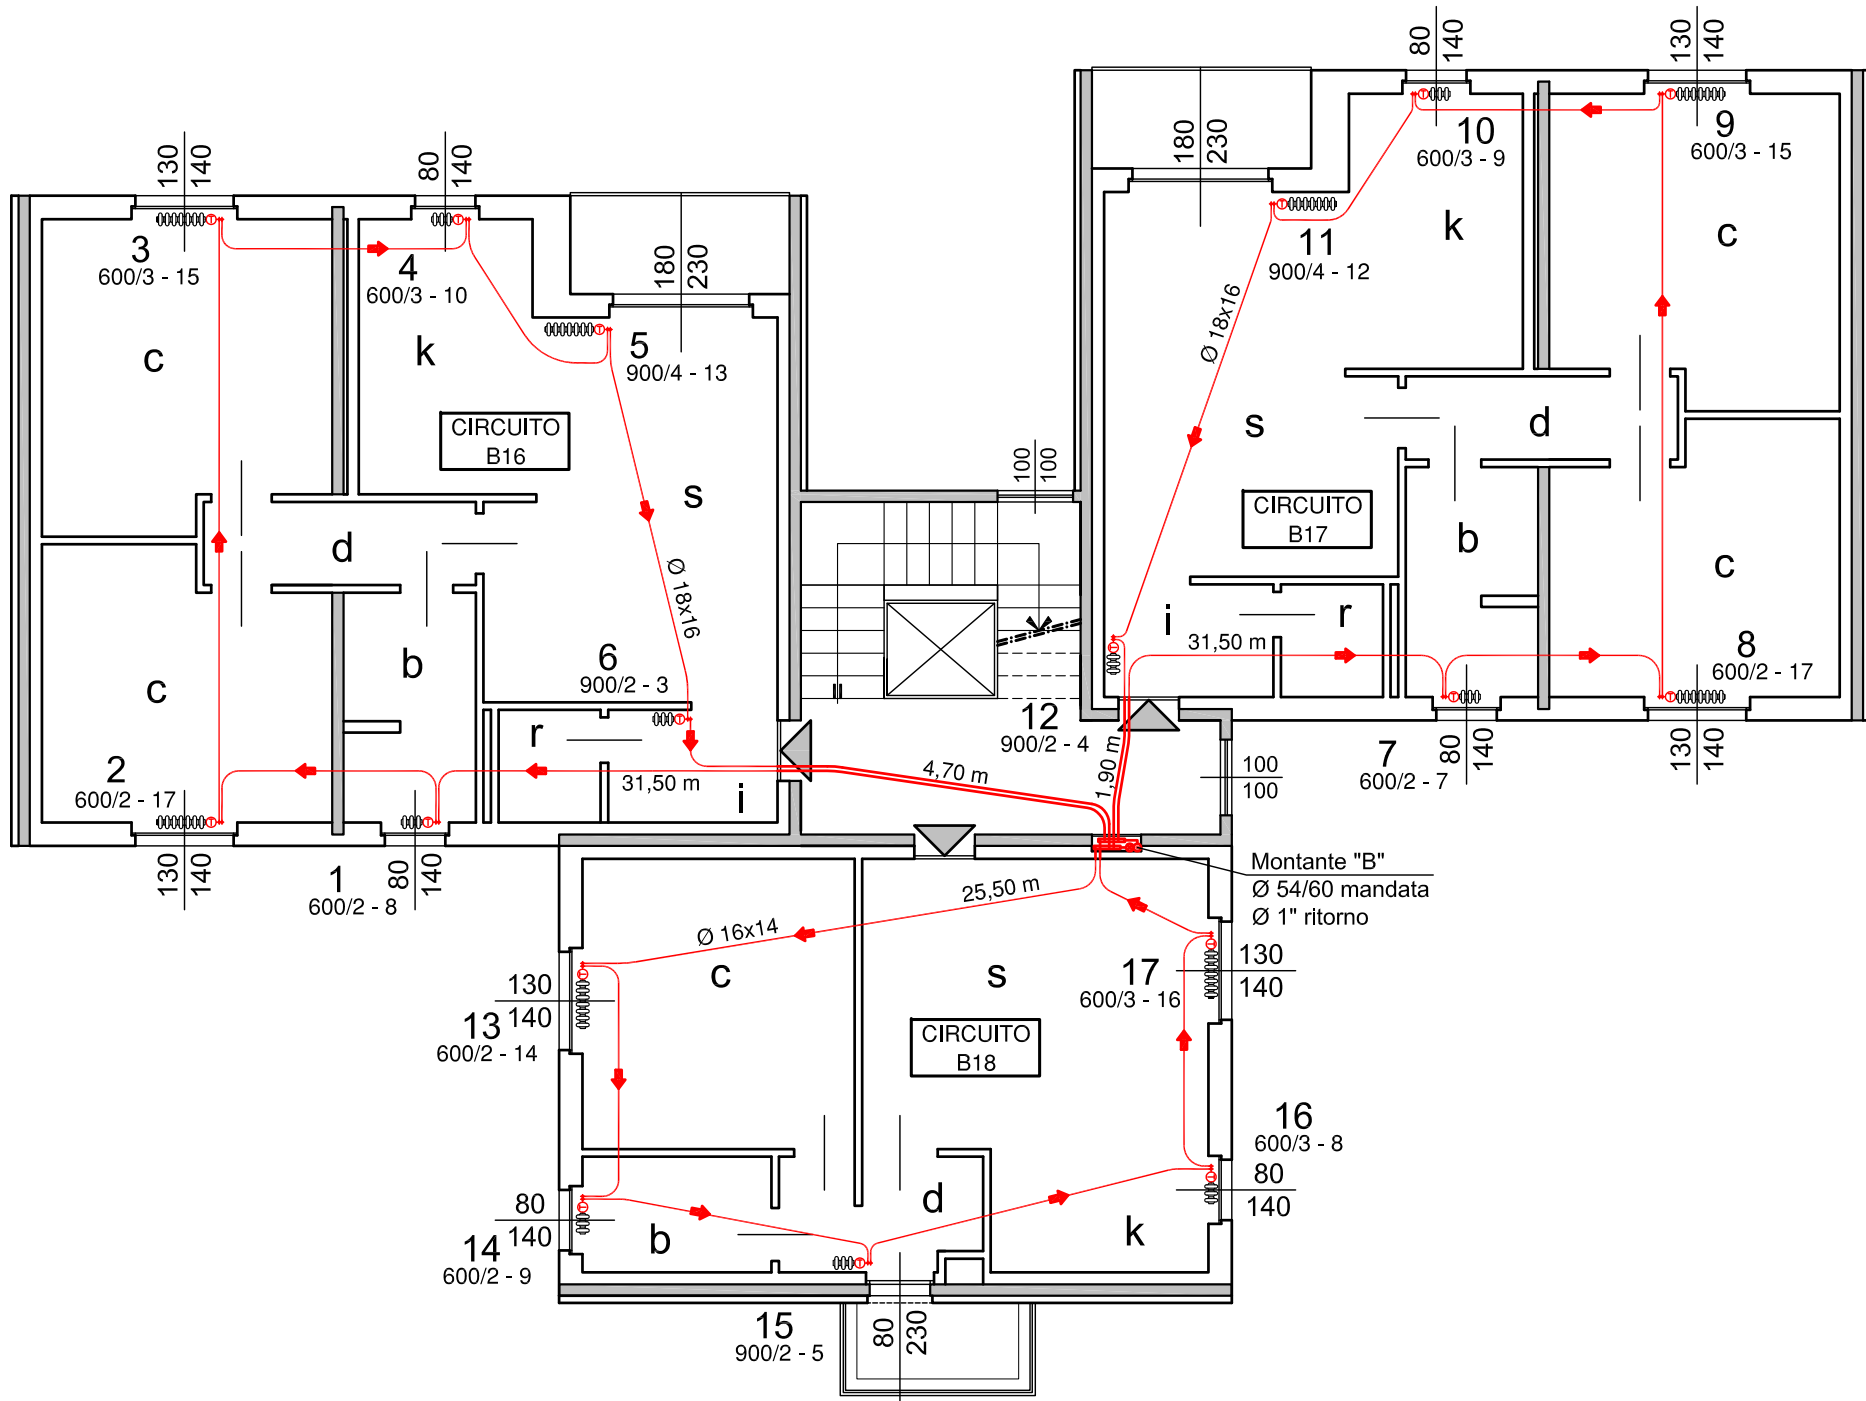 80
140
130
140
180
230
10
600/3 - 9
9
600/3 - 15
130
140
80
140
3
600/3 - 15
4
600/3 - 10
180
230
11
900/4 - 12
k
c
5
900/4 - 13
c
k
Ø 18x16
CIRCUITO
B16
s
s
d
100
100
CIRCUITO
B17
b
c
d
Ø 18x16
c
b
6
900/2 - 3
i
r
31,50 m
8
600/2 - 17
r
31,50 m
i
2
600/2 - 17
12
900/2 - 4
4,70 m
1,90 m
100
100
7
600/2 - 7
80
140
130
140
130
140
1
600/2 - 8
80
140
Montante "B"
Ø 54/60 mandata
Ø 1" ritorno
25,50 m
Ø 16x14
c
s
17
600/3 - 16
130
140
130
140
13
600/2 - 14
CIRCUITO
B18
16
600/3 - 8
80
140
80
140
14
600/2 - 9
b
d
k
15
900/2 - 5
80
230